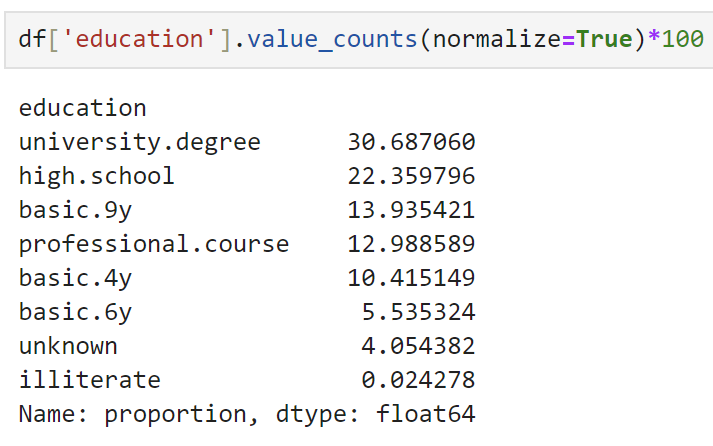 df['education'].value_counts(normalize=True)*100
education
university.degree      30.687060
high.school            22.359796
basic.9y               13.935421
professional.course    12.988589
basic.4y               10.415149
basic.6y                5.535324
unknown                 4.054382
illiterate              0.024278
Name: proportion, dtype: float64